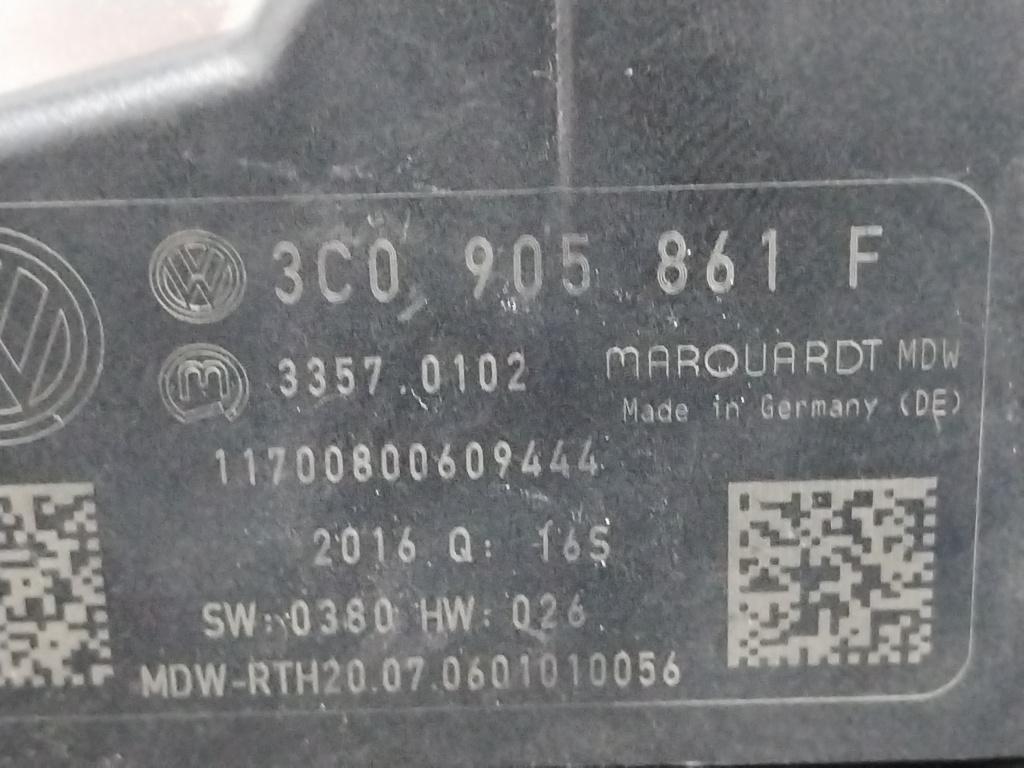 3C0 905 861 F
3357.0102
MARQUARDT MDW
Made in Germany (DE)
11700800609444
2016 Q: 16S
SW: 0380 HW: 026
MDW-RTH20.07.0601010056